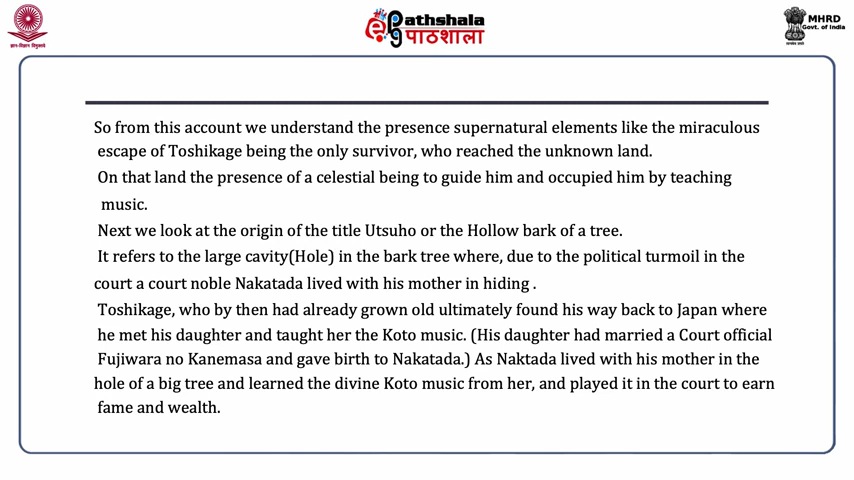 ज्ञान-विज्ञान विमुक्तये
ePathshala
पाठशाला
MHRD
Govt. of India
So from this account we understand the presence supernatural elements like the miraculous
escape of Toshikage being the only survivor, who reached the unknown land.
On that land the presence of a celestial being to guide him and occupied him by teaching
music.
Next we look at the origin of the title Utsuho or the Hollow bark of a tree.
It refers to the large cavity(Hole) in the bark tree where, due to the political turmoil in the
court a court noble Nakatada lived with his mother in hiding .
Toshikage, who by then had already grown old ultimately found his way back to Japan where
he met his daughter and taught her the Koto music. (His daughter had married a Court official
Fujiwara no Kanemasa and gave birth to Nakatada.) As Naktada lived with his mother in the
hole of a big tree and learned the divine Koto music from her, and played it in the court to earn
fame and wealth.